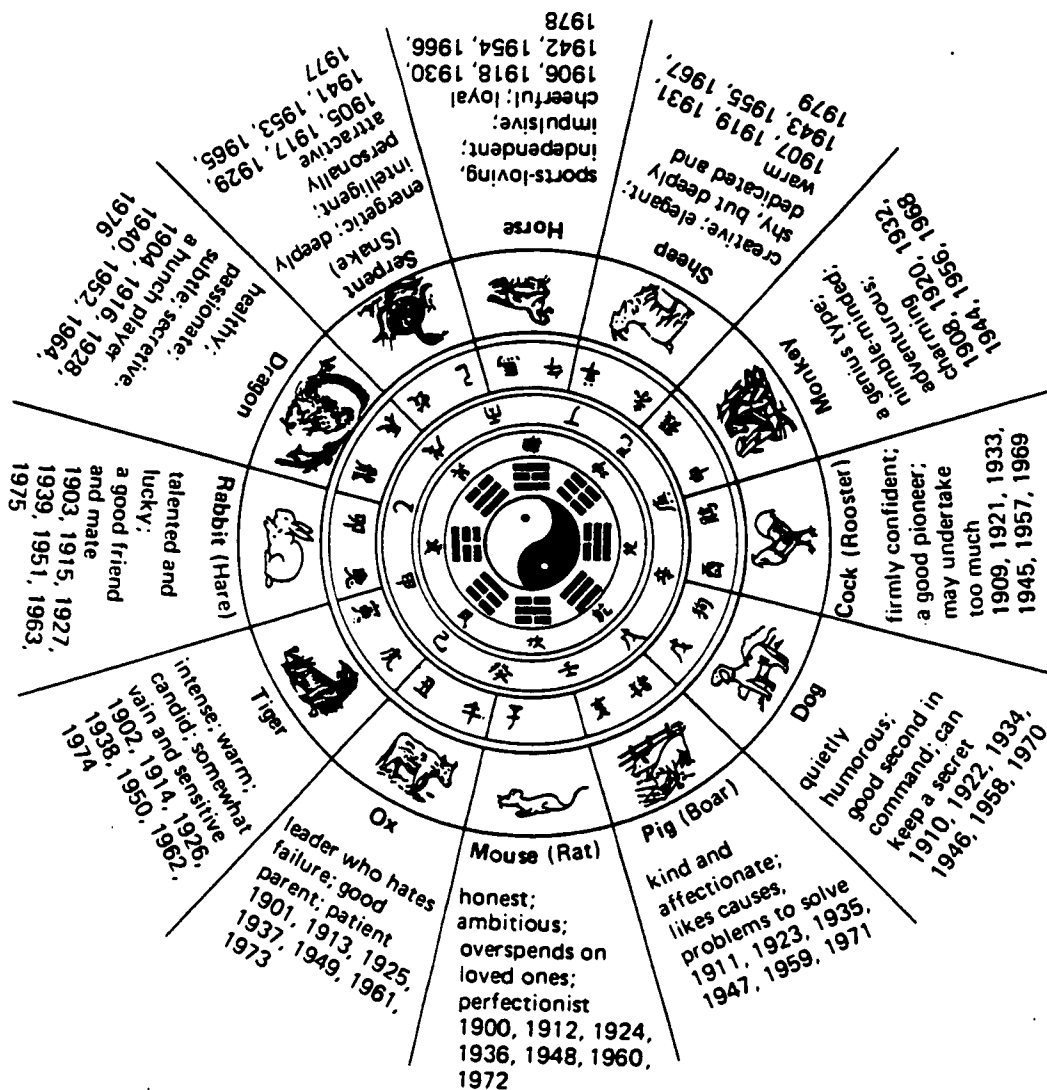 Horse
sports-loving,
independent;
impulsive;
cheerful; loyal
1906, 1918, 1930,
1942, 1954, 1966
1978
Sheep
creative; elegant;
shy, but deeply
dedicated and
warm
1907, 1919, 1931
1943, 1955, 1967,
1979
Monkey
a genius type;
nimble-minded;
adventurous;
charming
1908, 1920, 1932,
1944, 1956, 1968
Cock (Rooster)
firmly confident;
a good pioneer;
may undertake
too much
1909, 1921, 1933,
1945, 1957, 1969
Dog
quietly
humorous;
good second in
command; can
keep a secret
1910, 1922, 1934,
1946, 1958, 1970
Pig (Boar)
kind and
affectionate;
likes causes,
problems to solve
1911, 1923, 1935,
1947, 1959, 1971
Mouse (Rat)
honest;
ambitious;
overspends on
loved ones;
perfectionist
1900, 1912, 1924,
1936, 1948, 1960,
1972
Ox
leader who hates
failure; good
parent; patient
1901, 1913, 1925,
1937, 1949, 1961,
1973
Tiger
intense; warm;
candid; somewhat
vain and sensitive
1902, 1914, 1926,
1938, 1950, 1962,
1974
Rabbit (Hare)
talented and
lucky;
a good friend
and mate
1903, 1915, 1927
1939, 1951, 1963,
1975
Dragon
healthy;
passionate;
subtle; secretive;
a hunch player
1904, 1916, 1928,
1940, 1952, 1964,
1976
Serpent
(Snake)
energetic; deeply
intelligent;
personally
attractive
1905, 1917, 1929,
1941, 1953, 1965,
1977